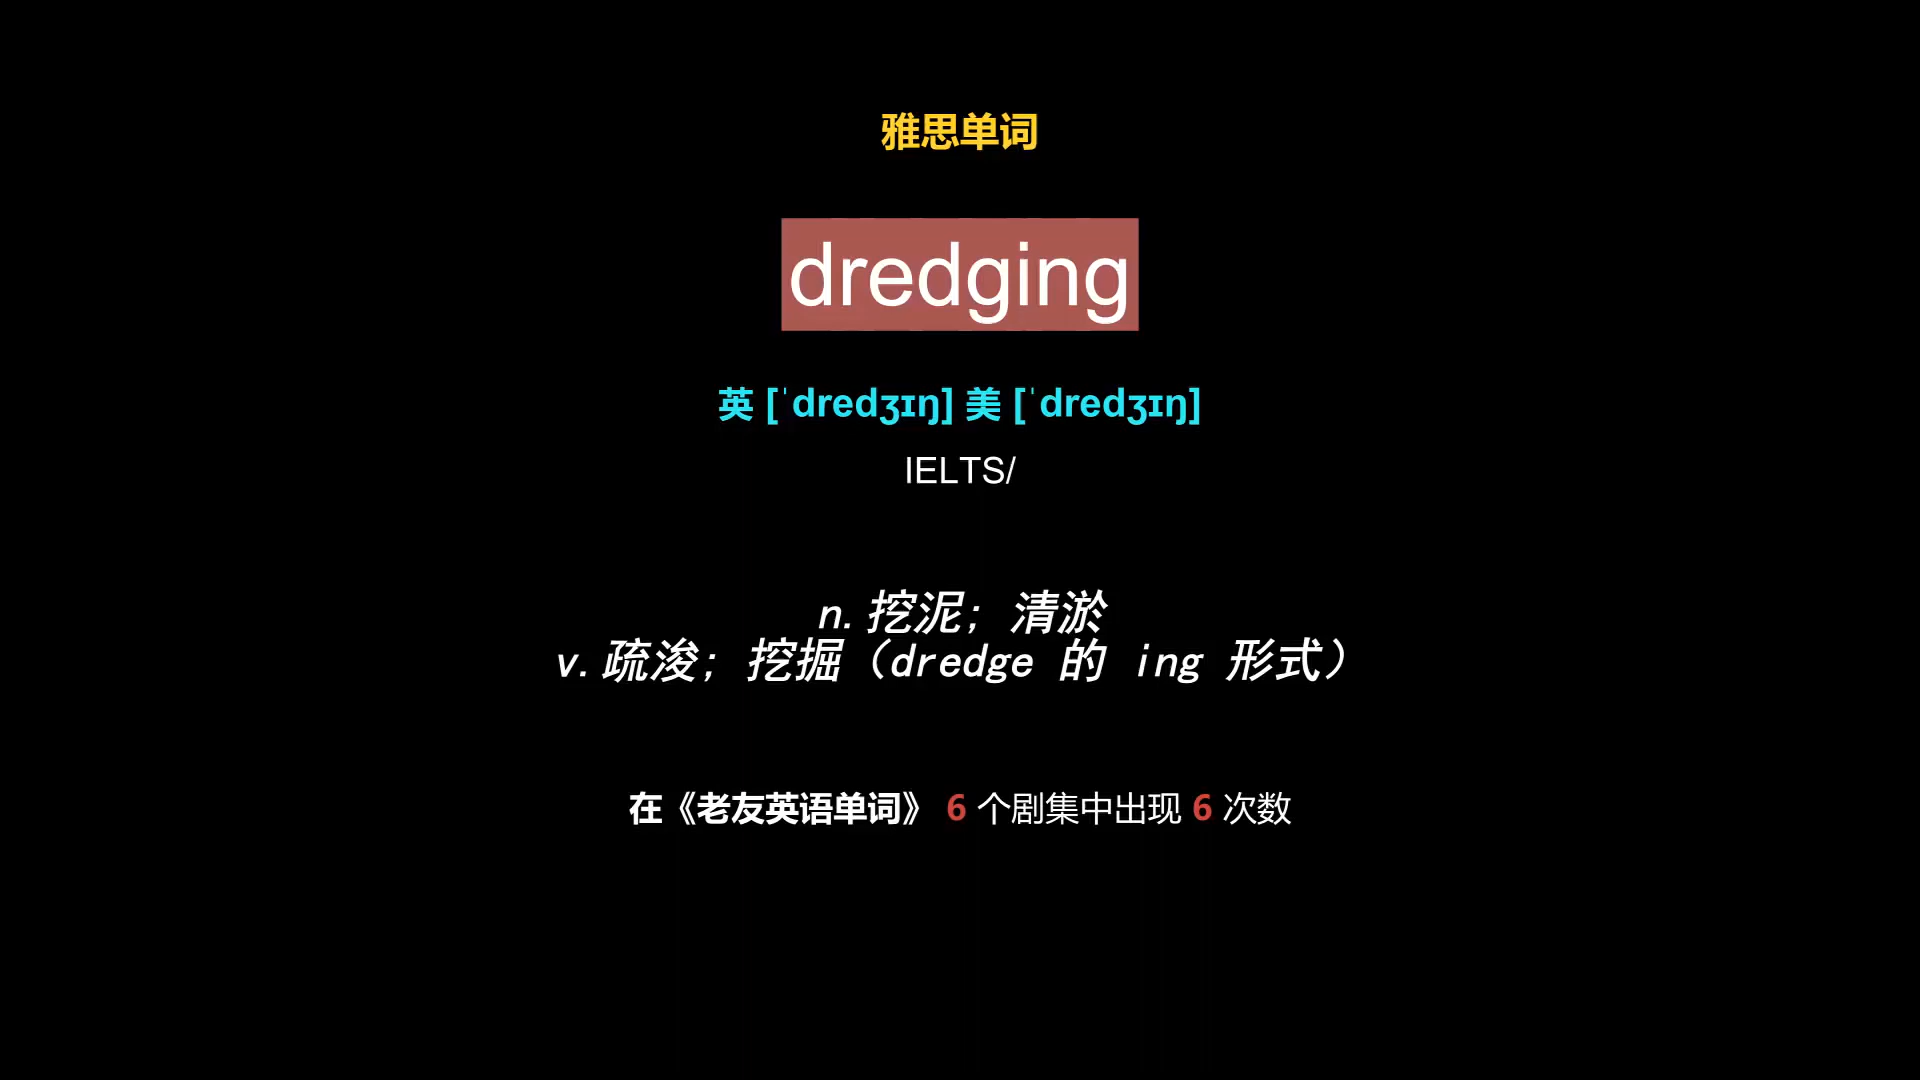 雅思单词
dredging
英 [ˈdredʒɪŋ] 美 [ˈdredʒɪŋ]
IELTS/
n. 挖泥；清淤
v. 疏浚；挖掘（dredge 的 ing 形式）
在《老友英语单词》 6 个剧集中出现 6 次数